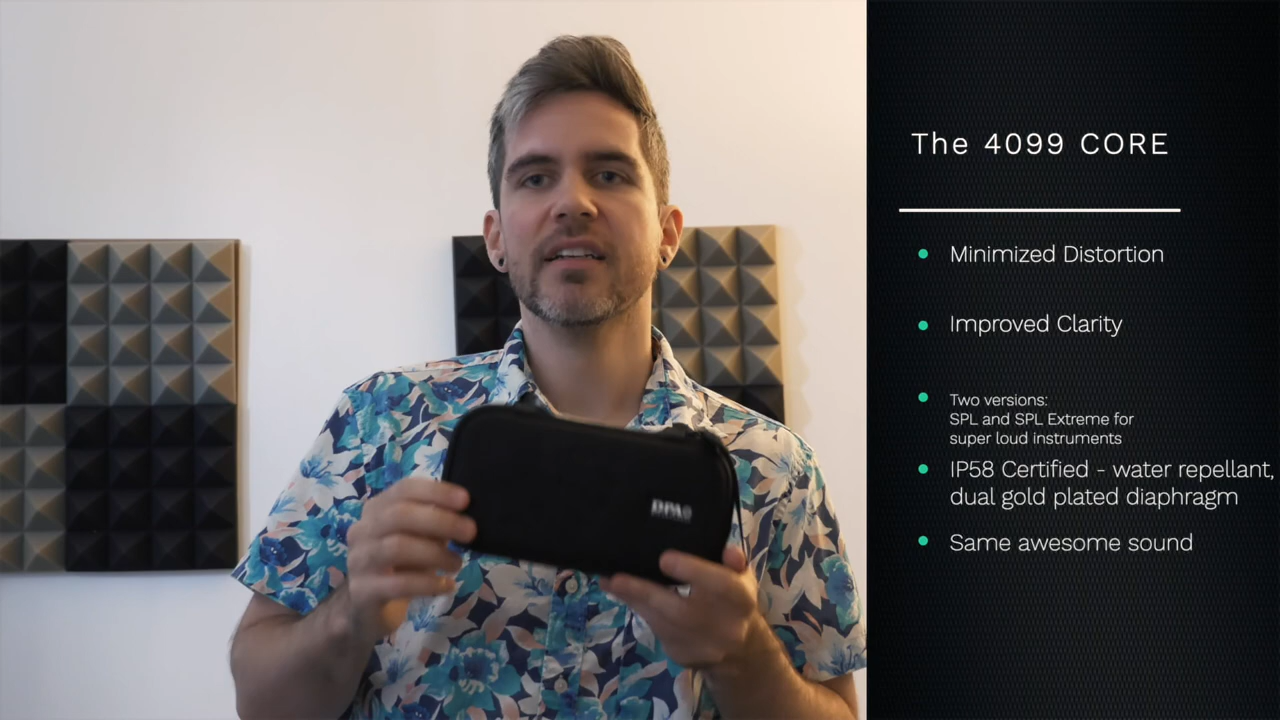 The 4099 CORE
Minimized Distortion
Improved Clarity
Two versions:
SPL and SPL Extreme for
super loud instruments
IP58 Certified - water repellant,
dual gold plated diaphragm
Same awesome sound
DPA